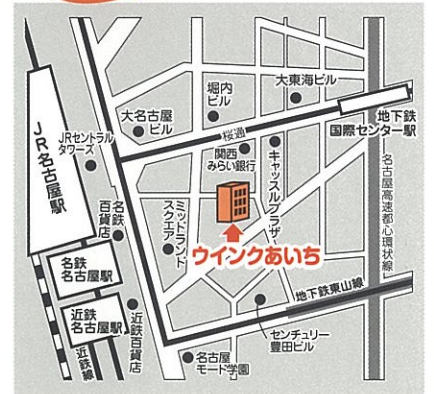 堀内
ビル
大東海ビル
大名古屋
ビル
地下鉄
国際センター駅
桜通
JRセントラル
タワーズ
JR名古屋駅
関西
みらい銀行
キャッスルプラザ
名古屋高速都心環状線
名鉄
百貨店
ミッドランド
スクエア
ウインクあいち
名鉄
名古屋駅
地下鉄東山線
近鉄
名古屋駅
近鉄百貨店
センチュリー
豊田ビル
近鉄線
名古屋
モード学園